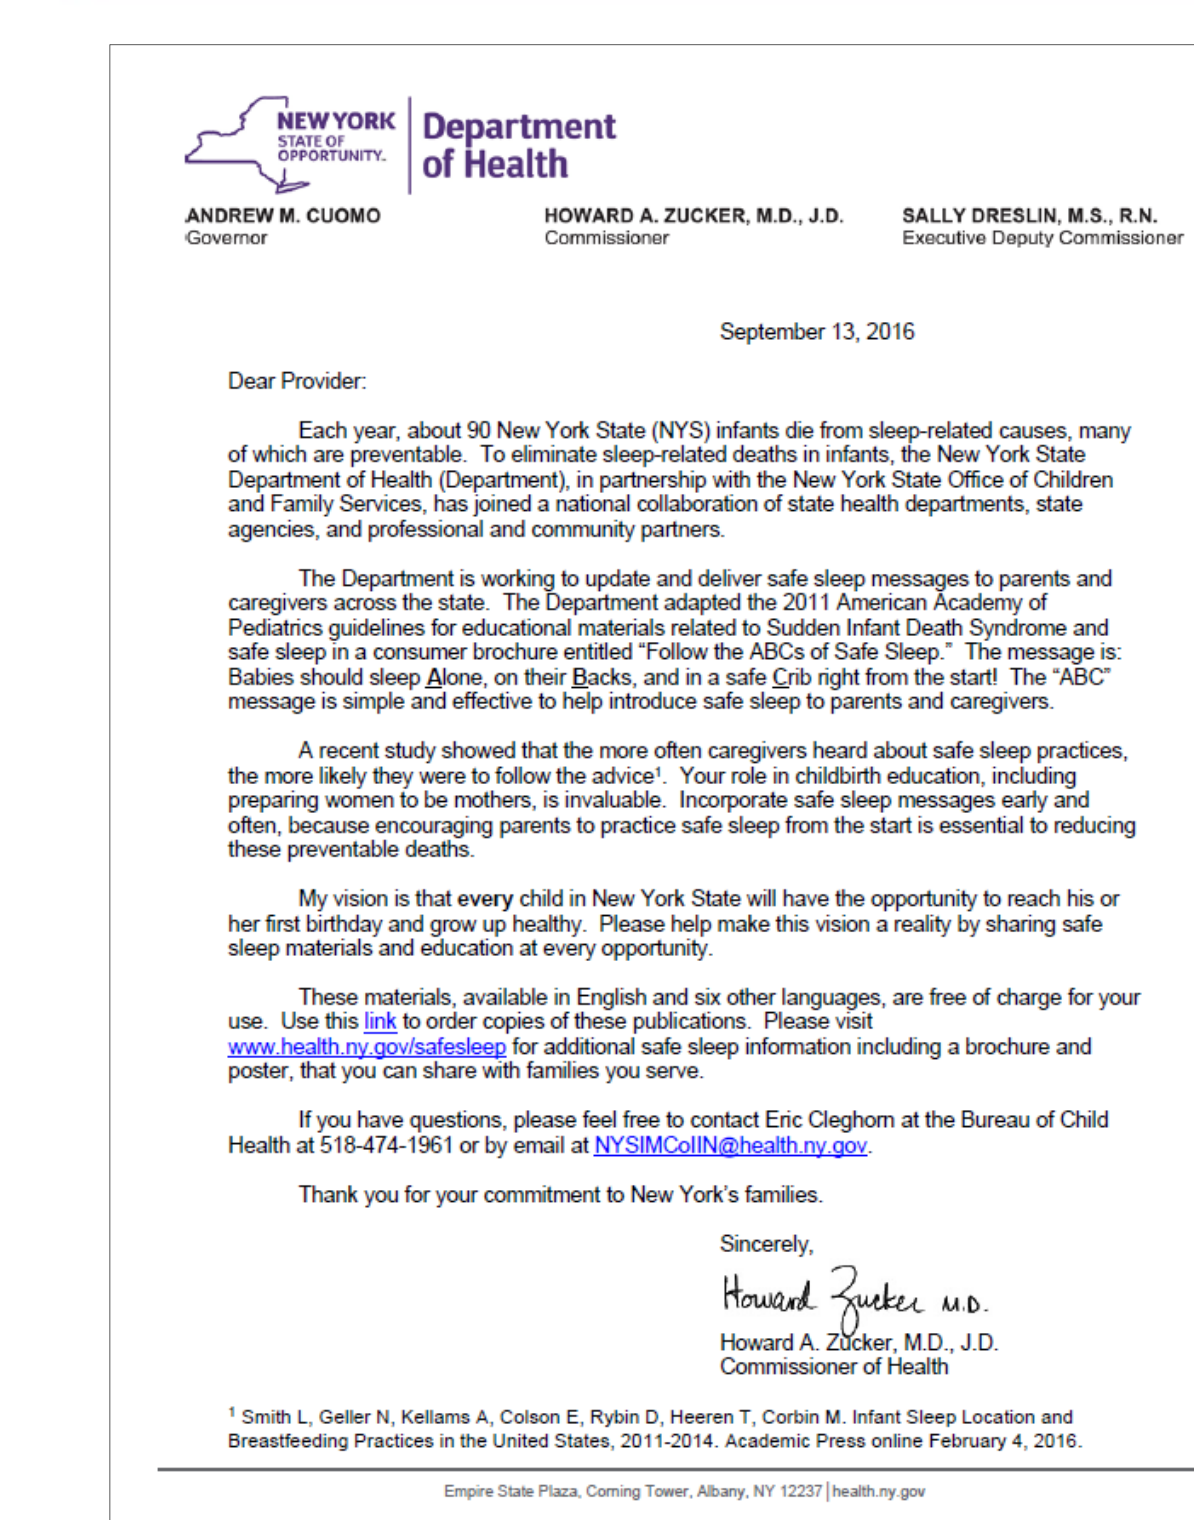 NEW YORK
STATE OF
OPPORTUNITY.
Department
of Health
ANDREW M. CUOMO
Governor
HOWARD A. ZUCKER, M.D., J.D.
Commissioner
SALLY DRESLIN, M.S., R.N.
Executive Deputy Commissioner
September 13, 2016
Dear Provider:
Each year, about 90 New York State (NYS) infants die from sleep-related causes, many
of which are preventable. To eliminate sleep-related deaths in infants, the New York State
Department of Health (Department), in partnership with the New York State Office of Children
and Family Services, has joined a national collaboration of state health departments, state
agencies, and professional and community partners.
The Department is working to update and deliver safe sleep messages to parents and
caregivers across the state. The Department adapted the 2011 American Academy of
Pediatrics guidelines for educational materials related to Sudden Infant Death Syndrome and
safe sleep in a consumer brochure entitled “Follow the ABCs of Safe Sleep.” The message is:
Babies should sleep Alone, on their Backs, and in a safe Crib right from the start! The “ABC”
message is simple and effective to help introduce safe sleep to parents and caregivers.
A recent study showed that the more often caregivers heard about safe sleep practices,
the more likely they were to follow the advice¹. Your role in childbirth education, including
preparing women to be mothers, is invaluable. Incorporate safe sleep messages early and
often, because encouraging parents to practice safe sleep from the start is essential to reducing
these preventable deaths.
My vision is that every child in New York State will have the opportunity to reach his or
her first birthday and grow up healthy. Please help make this vision a reality by sharing safe
sleep materials and education at every opportunity.
These materials, available in English and six other languages, are free of charge for your
use. Use this link to order copies of these publications. Please visit
www.health.ny.gov/safesleep for additional safe sleep information including a brochure and
poster, that you can share with families you serve.
If you have questions, please feel free to contact Eric Cleghorn at the Bureau of Child
Health at 518-474-1961 or by email at NYSIMCoIIN@health.ny.gov.
Thank you for your commitment to New York’s families.
Sincerely,
Howard Zucker M.D.
Howard A. Zucker, M.D., J.D.
Commissioner of Health
¹ Smith L, Geller N, Kellams A, Colson E, Rybin D, Heeren T, Corbin M. Infant Sleep Location and
Breastfeeding Practices in the United States, 2011-2014. Academic Press online February 4, 2016.
Empire State Plaza, Corning Tower, Albany, NY 12237 | health.ny.gov